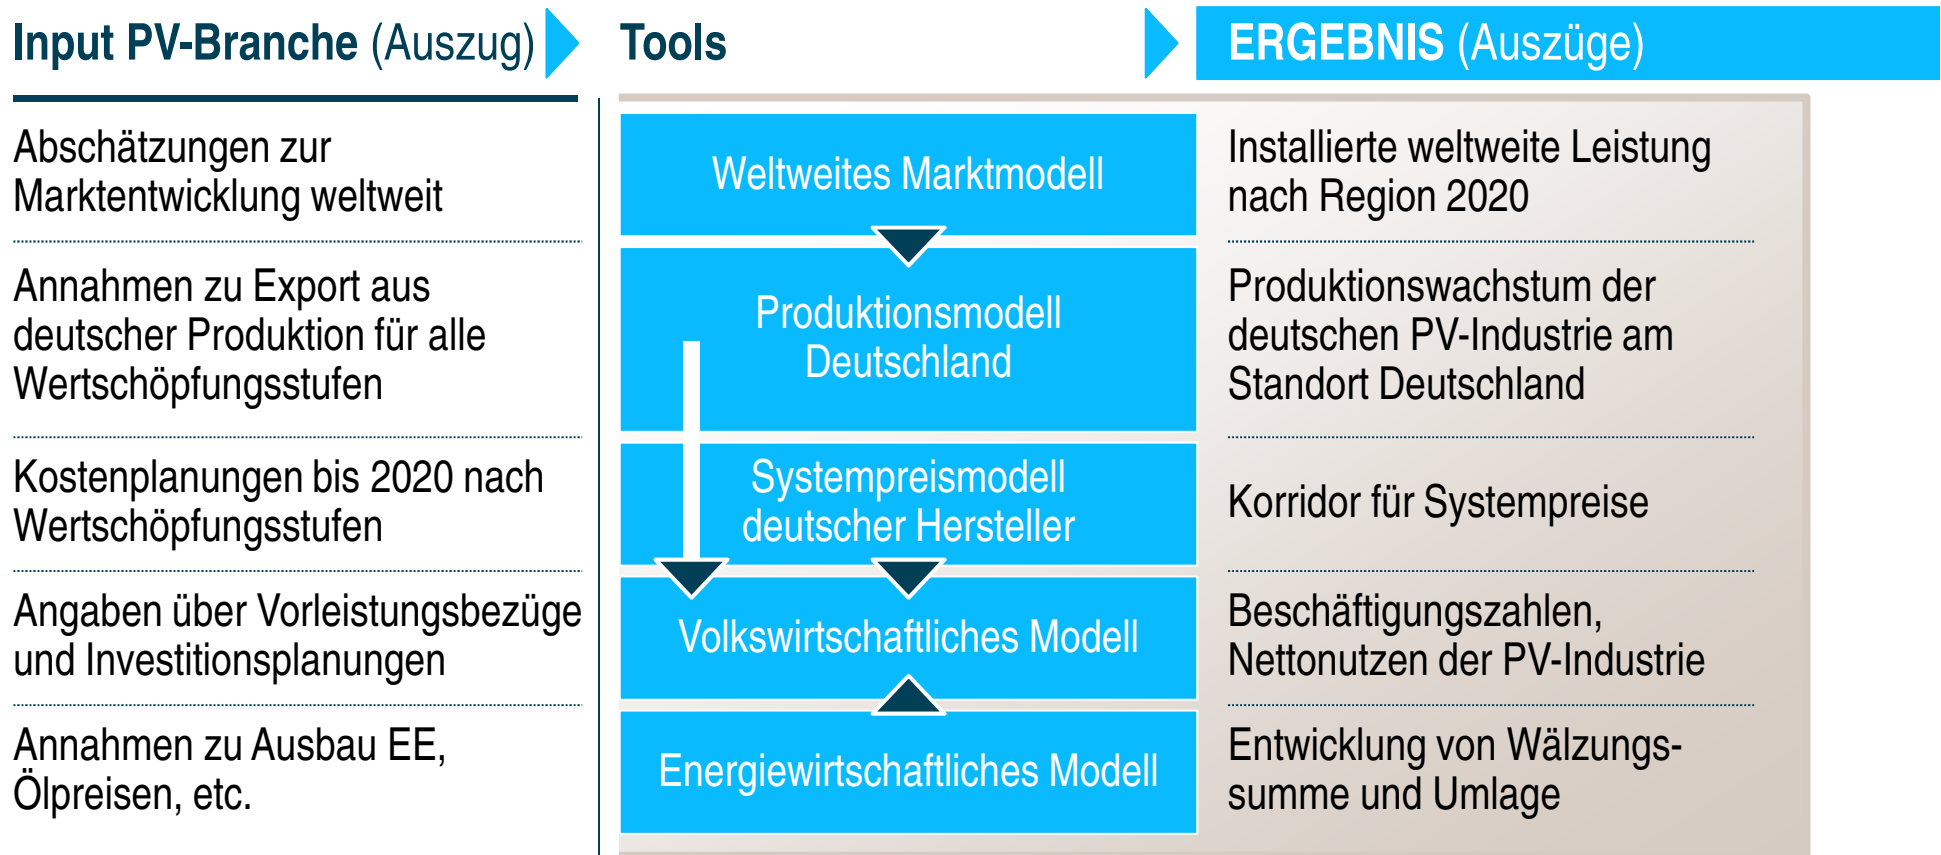 Input PV-Branche (Auszug)
Tools
ERGEBNIS (Auszüge)
Abschätzungen zur
Marktentwicklung weltweit
Weltweites Marktmodell
Installierte weltweite Leistung
nach Region 2020
Annahmen zu Export aus
deutscher Produktion für alle
Wertschöpfungsstufen
Produktionsmodell
Deutschland
Produktionswachstum der
deutschen PV-Industrie am
Standort Deutschland
Kostenplanungen bis 2020 nach
Wertschöpfungsstufen
Systempreismodell
deutscher Hersteller
Korridor für Systempreise
Angaben über Vorleistungsbezüge
und Investitionsplanungen
Volkswirtschaftliches Modell
Beschäftigungszahlen,
Nettonutzen der PV-Industrie
Annahmen zu Ausbau EE,
Ölpreisen, etc.
Energiewirtschaftliches Modell
Entwicklung von Wälzungs-
summe und Umlage